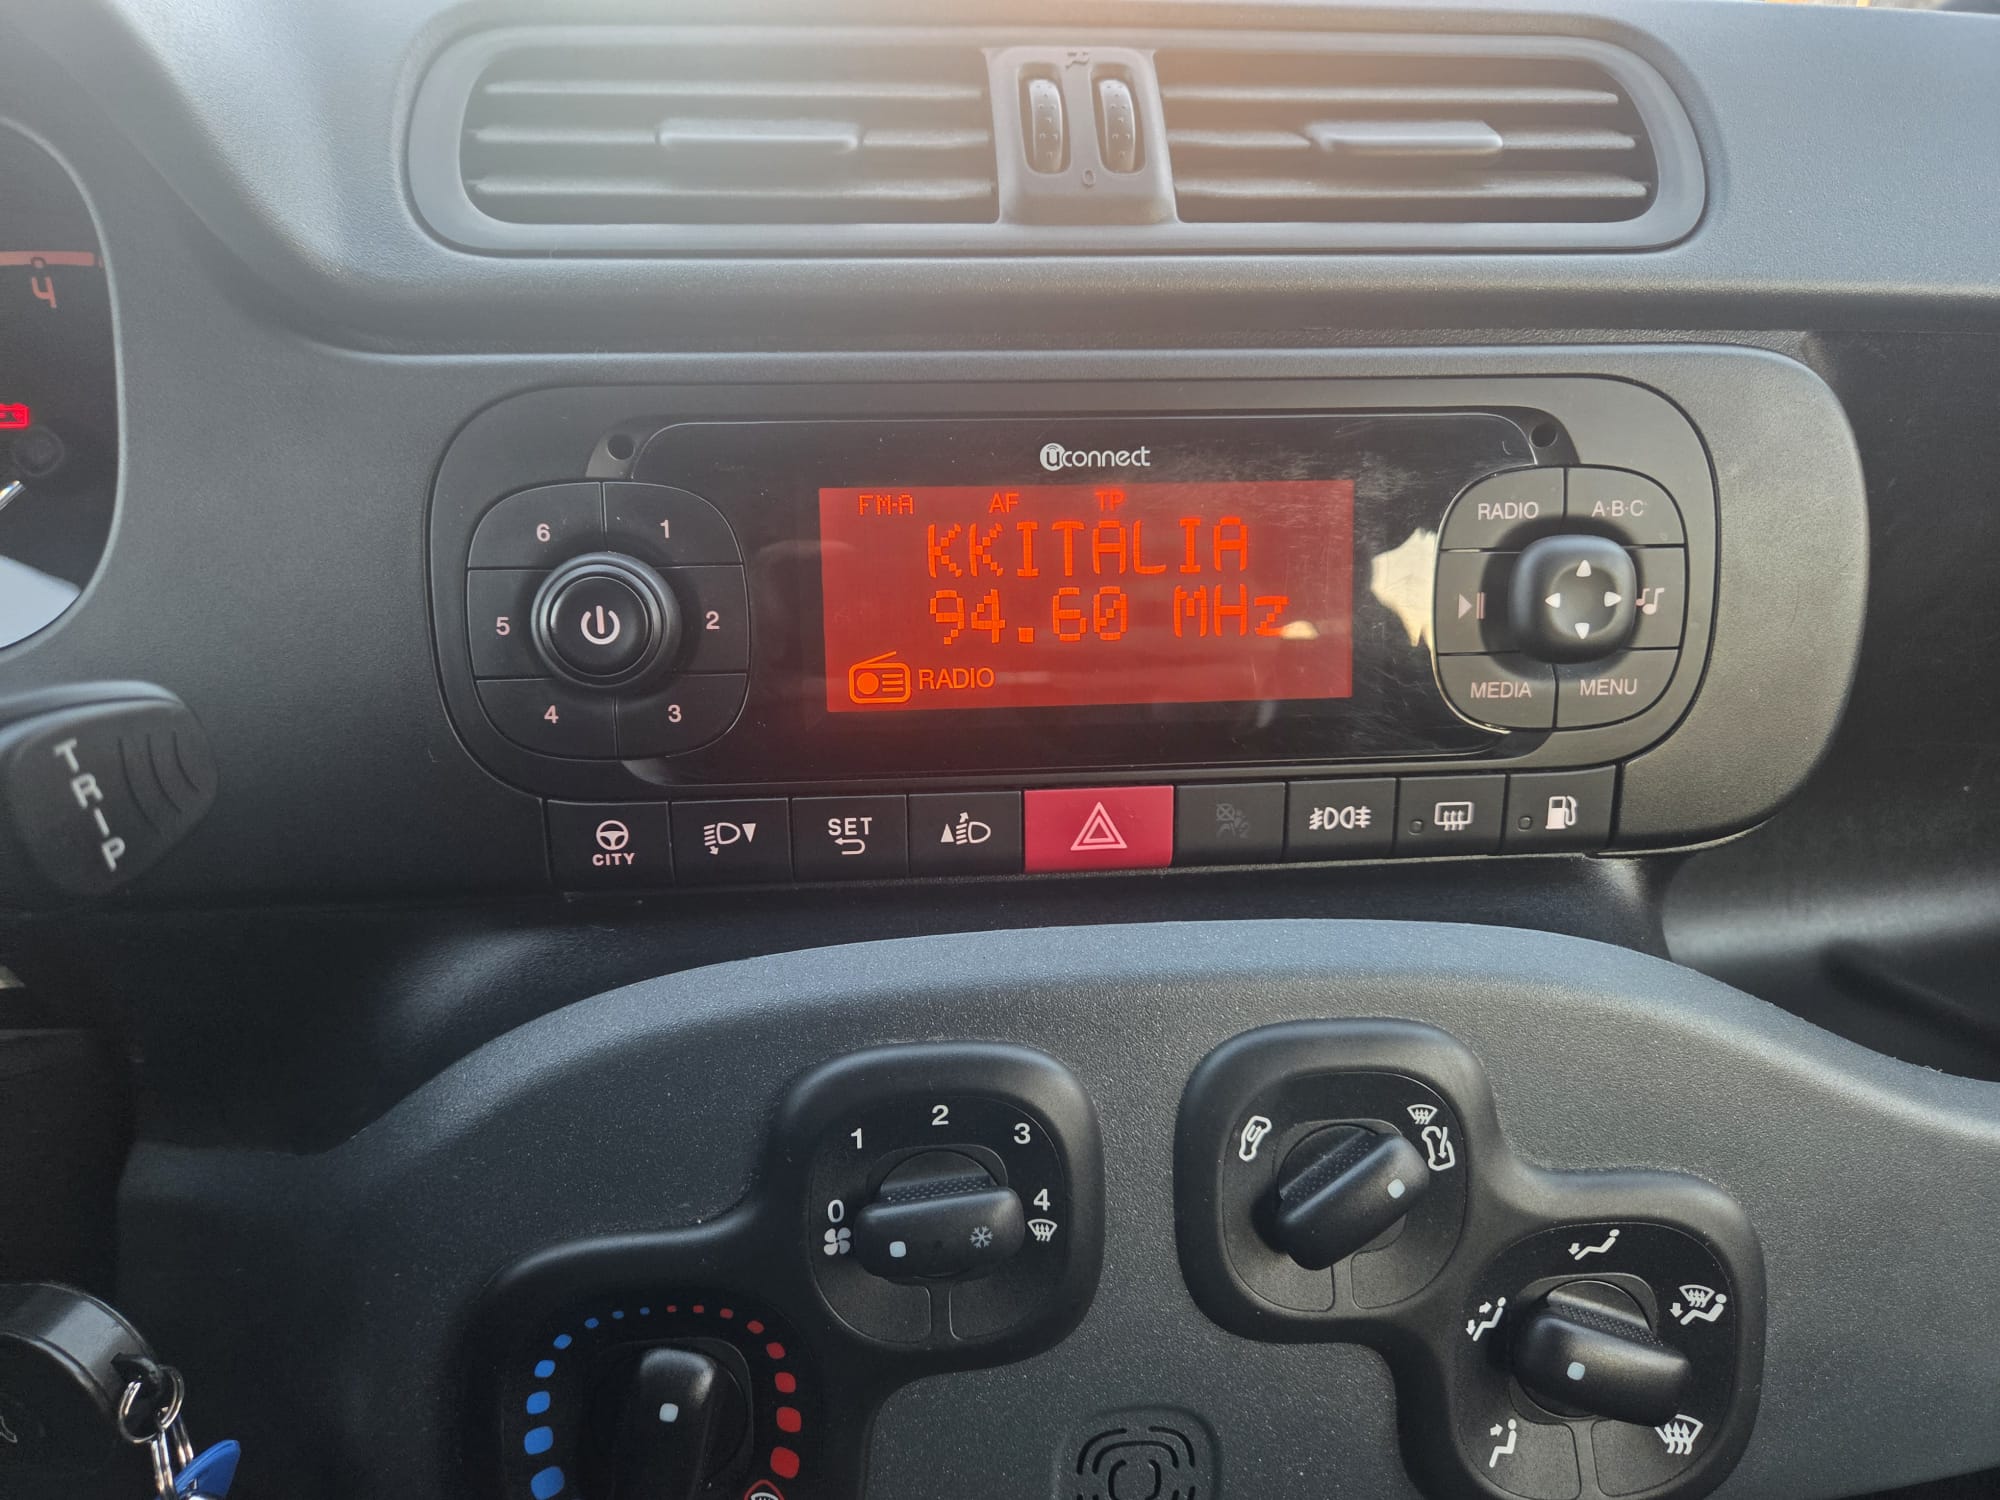 4
uconnect
FM-A AF TP
KKITALIA
94.60 MHz
RADIO
6 1
5 2
4 3
RADIO A·B·C
MEDIA MENU
TRIP
CITY
SET
0 1 2 3 4